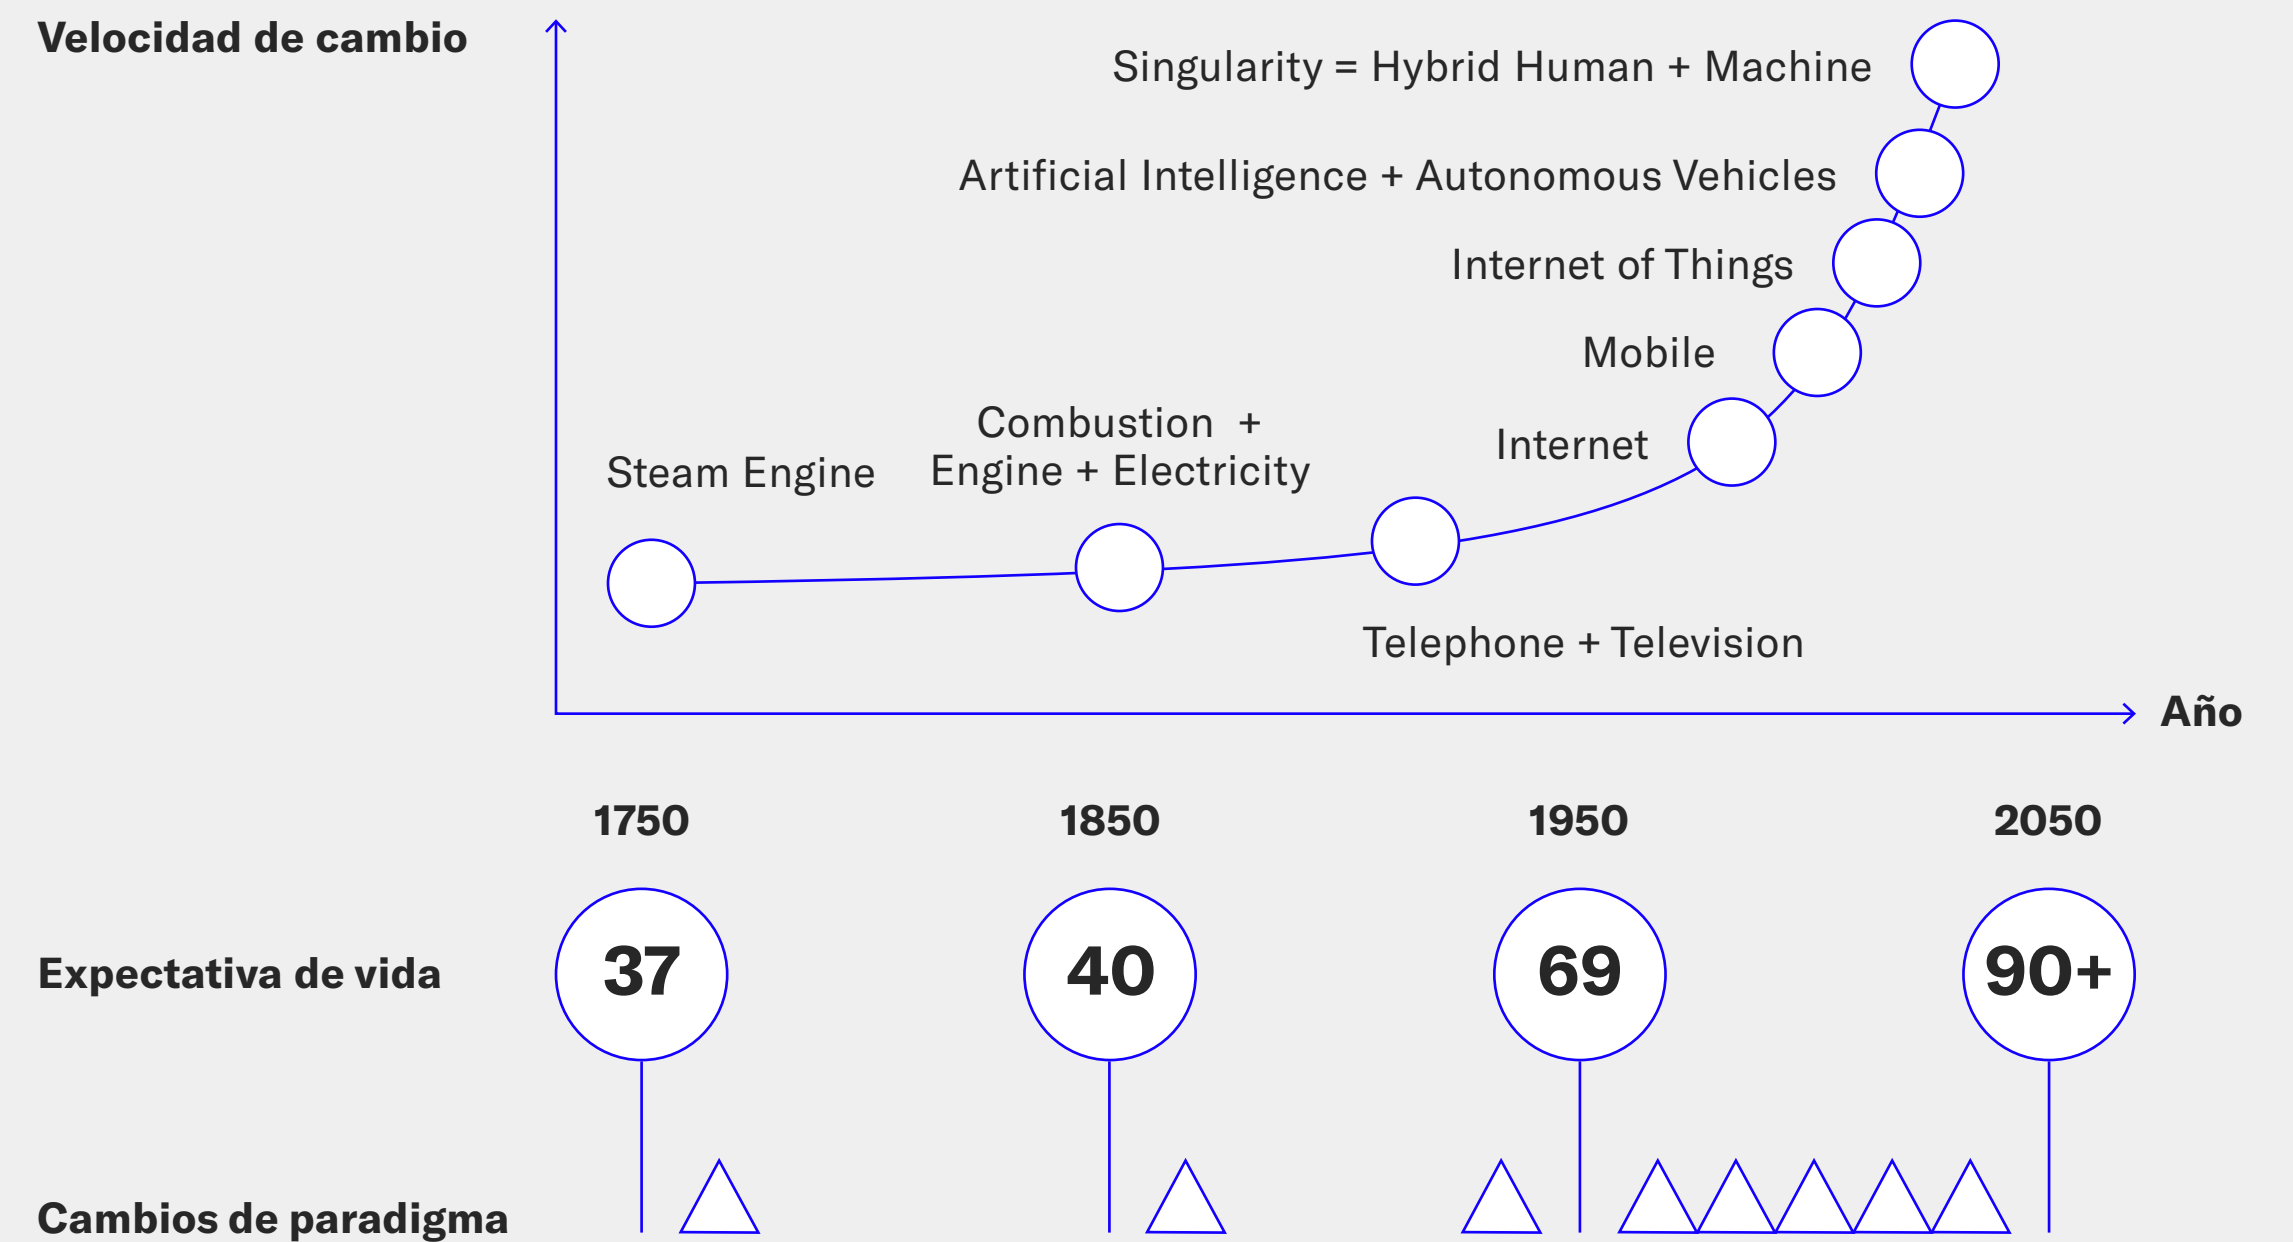 Velocidad de cambio
Singularity = Hybrid Human + Machine
Artificial Intelligence + Autonomous Vehicles
Internet of Things
Mobile
Internet
Combustion +
Engine + Electricity
Steam Engine
Telephone + Television
Año
1750 1850 1950 2050
Expectativa de vida 37 40 69 90+
Cambios de paradigma